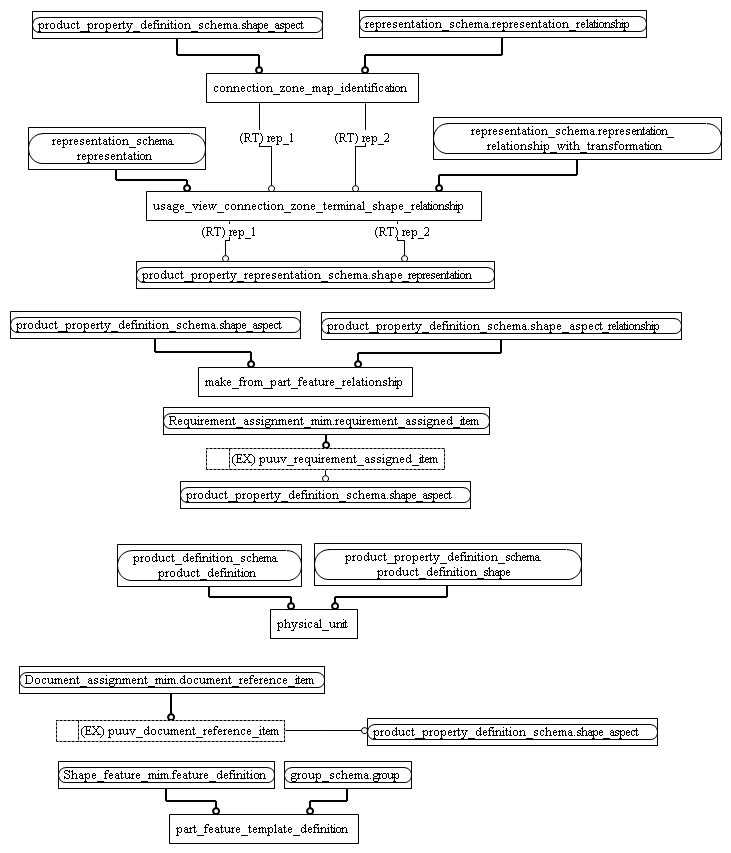 product_property_definition_schema.shape_aspect
representation_schema.representation_relationship
connection_zone_map_identification
(RT) rep_1
(RT) rep_2
representation_schema.
representation
representation_schema.representation_
relationship_with_transformation
usage_view_connection_zone_terminal_shape_relationship
(RT) rep_1
(RT) rep_2
product_property_representation_schema.shape_representation
product_property_definition_schema.shape_aspect
product_property_definition_schema.shape_aspect_relationship
make_from_part_feature_relationship
Requirement_assignment_mim.requirement_assigned_item
(EX) puuv_requirement_assigned_item
product_property_definition_schema.shape_aspect
product_definition_schema.
product_definition
product_property_definition_schema.
product_definition_shape
physical_unit
Document_assignment_mim.document_reference_item
(EX) puuv_document_reference_item
product_property_definition_schema.shape_aspect
Shape_feature_mim.feature_definition
group_schema.group
part_feature_template_definition